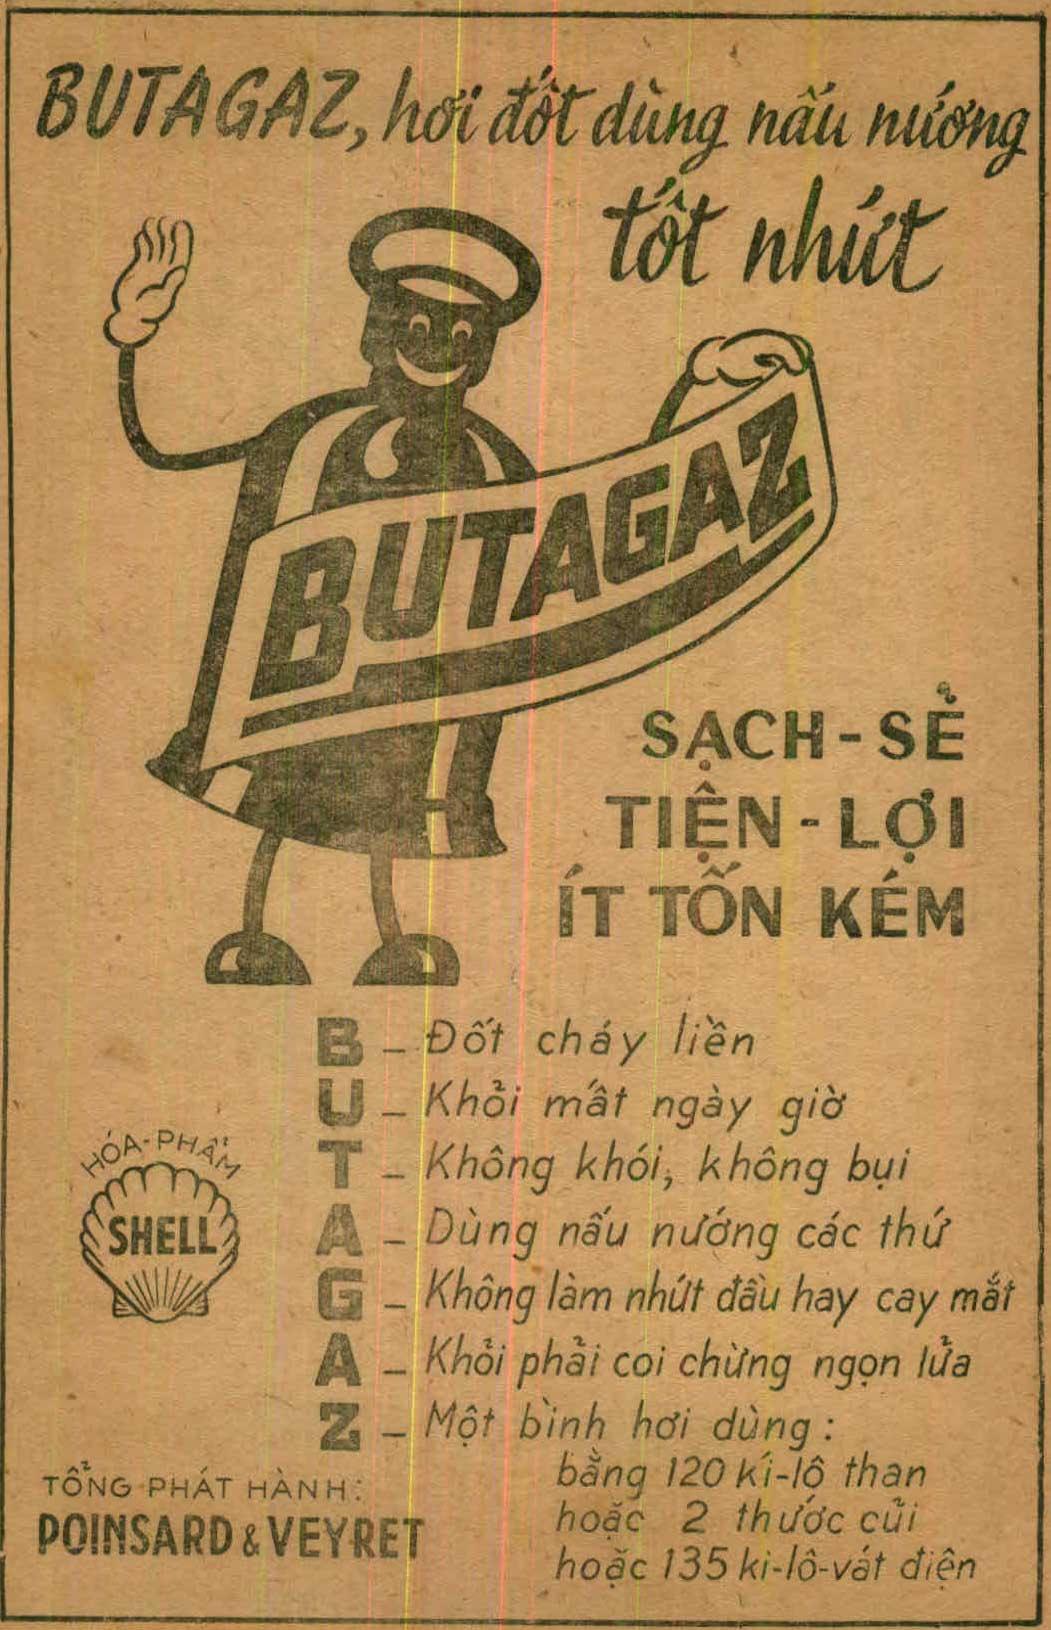 BUTAGAZ, hơi đốt dùng nấu nướng
tốt nhứt
BUTAGAZ
SẠCH-SẺ
TIỆN-LỢI
ÍT TỐN KÉM
B - Đốt cháy liền
U - Khỏi mất ngày giờ
T - Không khói, không bụi
A - Dùng nấu nướng các thứ
G - Không làm nhứt đầu hay cay mắt
A - Khỏi phải coi chừng ngọn lửa
Z - Một bình hơi dùng:
bằng 120 kí-lô than
hoặc 2 thước củi
hoặc 135 ki-lô-vát điện
HÓA-PHẨM
SHELL
TỔNG PHÁT HÀNH:
POINSARD & VEYRET